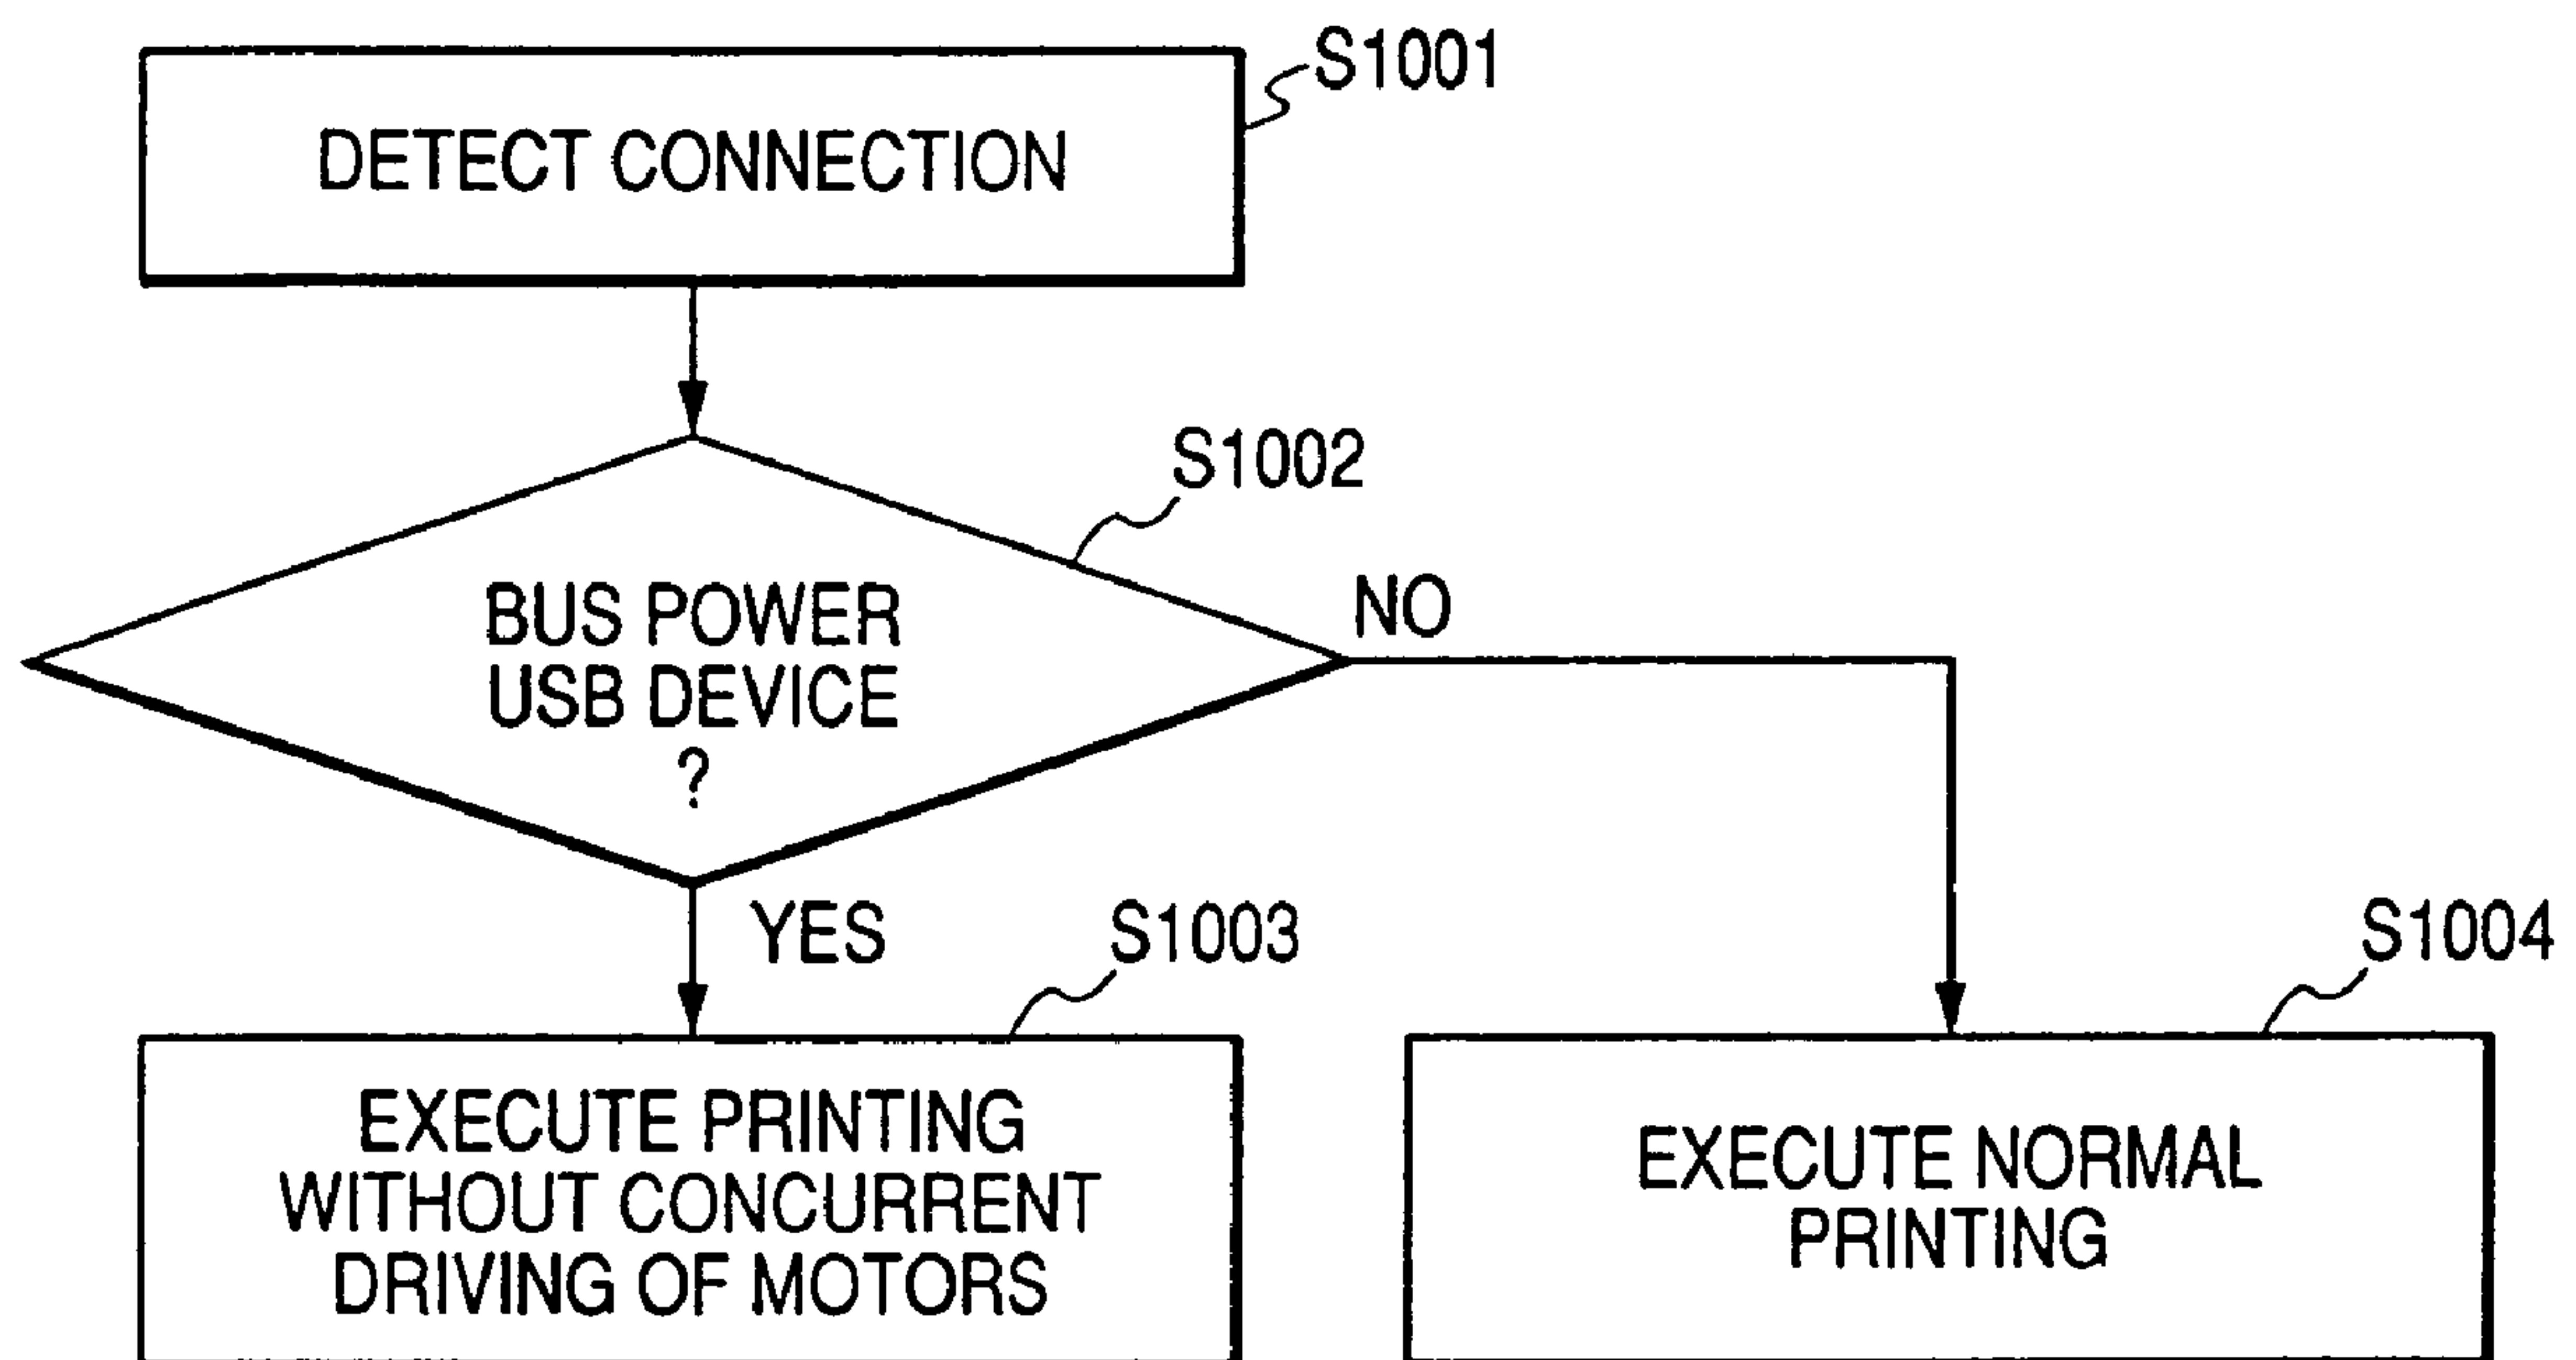 S1001
DETECT CONNECTION
S1002
BUS POWER
USB DEVICE
?
NO
YES
S1003
EXECUTE PRINTING
WITHOUT CONCURRENT
DRIVING OF MOTORS
S1004
EXECUTE NORMAL
PRINTING